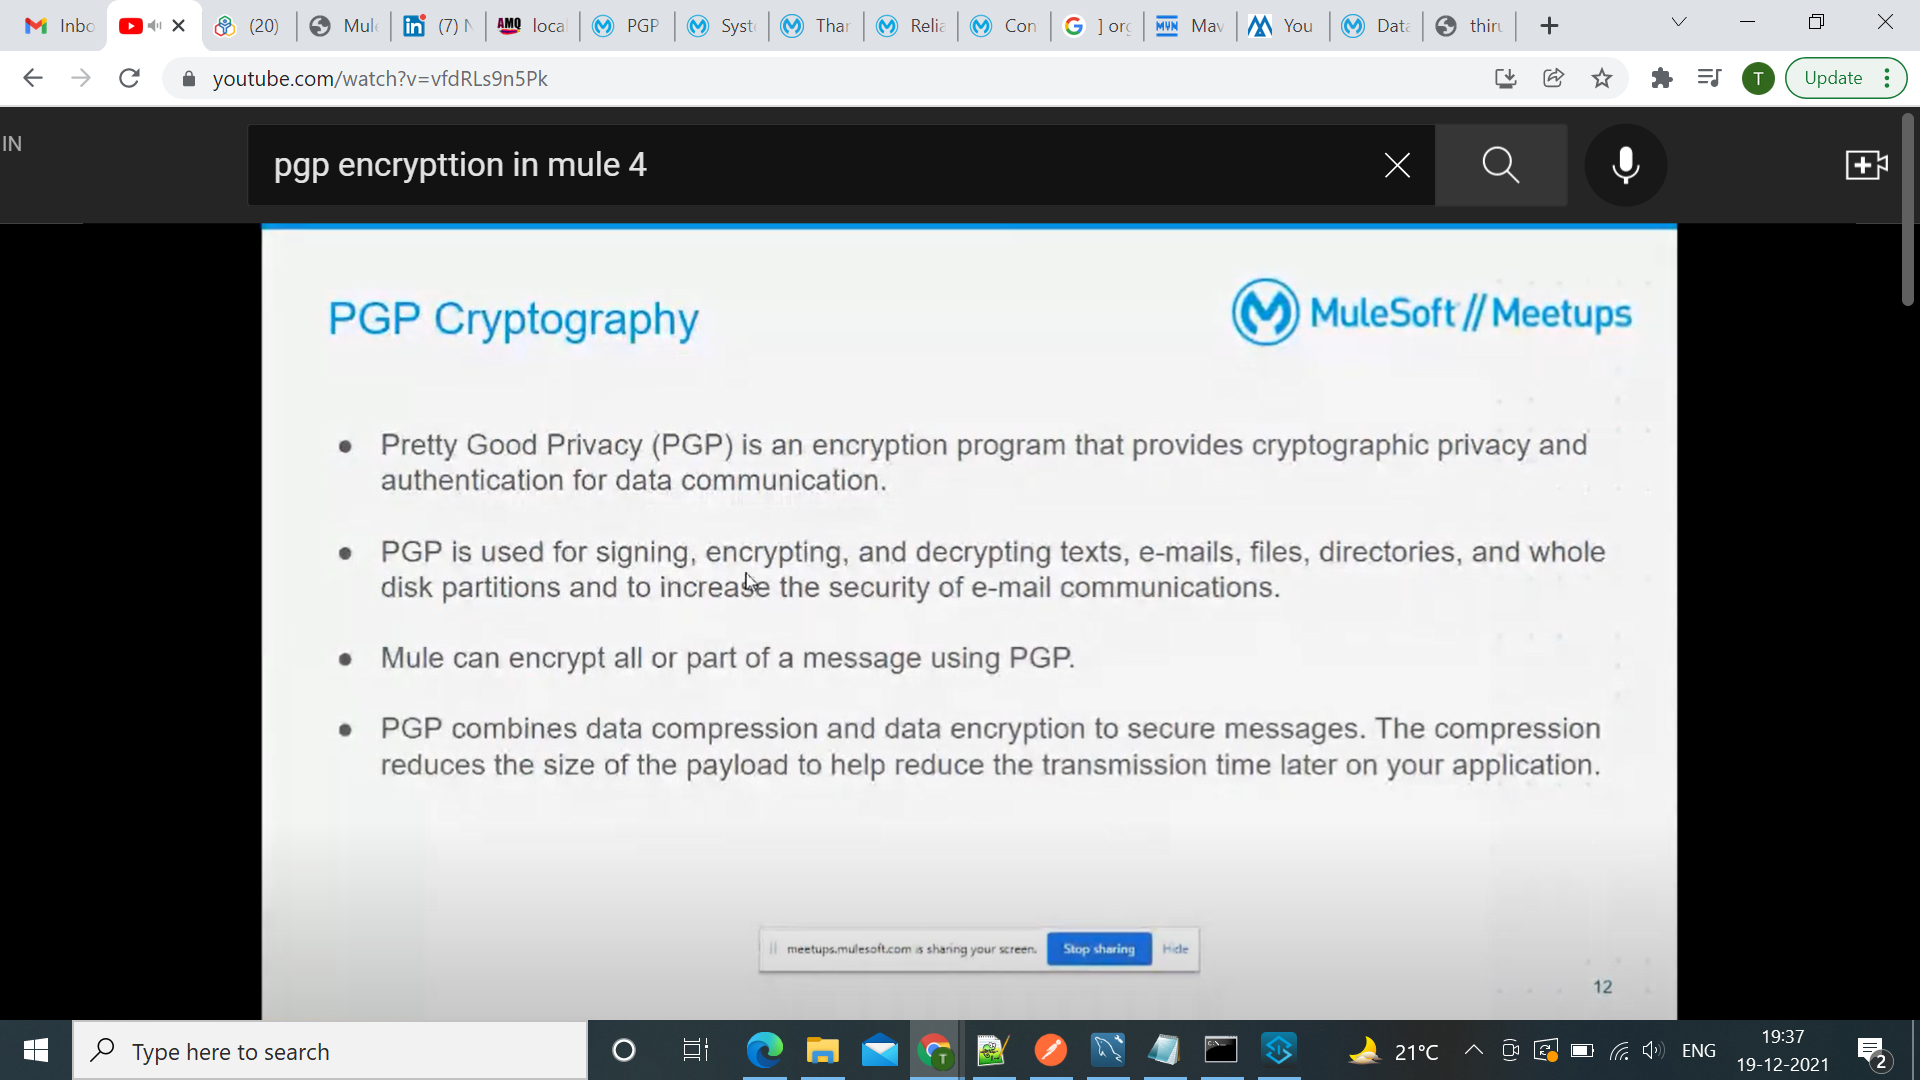 Inbo
(20)
Mule
(7) N
AMQ
local
PGP
Syst
Thar
Relia
Con
] org
MVN
Mav
You
Data
thiru
youtube.com/watch?v=vfdRLs9n5Pk
T
Update
IN
pgp encrypttion in mule 4
PGP Cryptography
MuleSoft // Meetups
● Pretty Good Privacy (PGP) is an encryption program that provides cryptographic privacy and
authentication for data communication.
● PGP is used for signing, encrypting, and decrypting texts, e-mails, files, directories, and whole
disk partitions and to increase the security of e-mail communications.
● Mule can encrypt all or part of a message using PGP.
● PGP combines data compression and data encryption to secure messages. The compression
reduces the size of the payload to help reduce the transmission time later on your application.
meetups.mulesoft.com is sharing your screen.
Stop sharing
Hide
12
Type here to search
T
21°C
ENG
19:37
19-12-2021
2